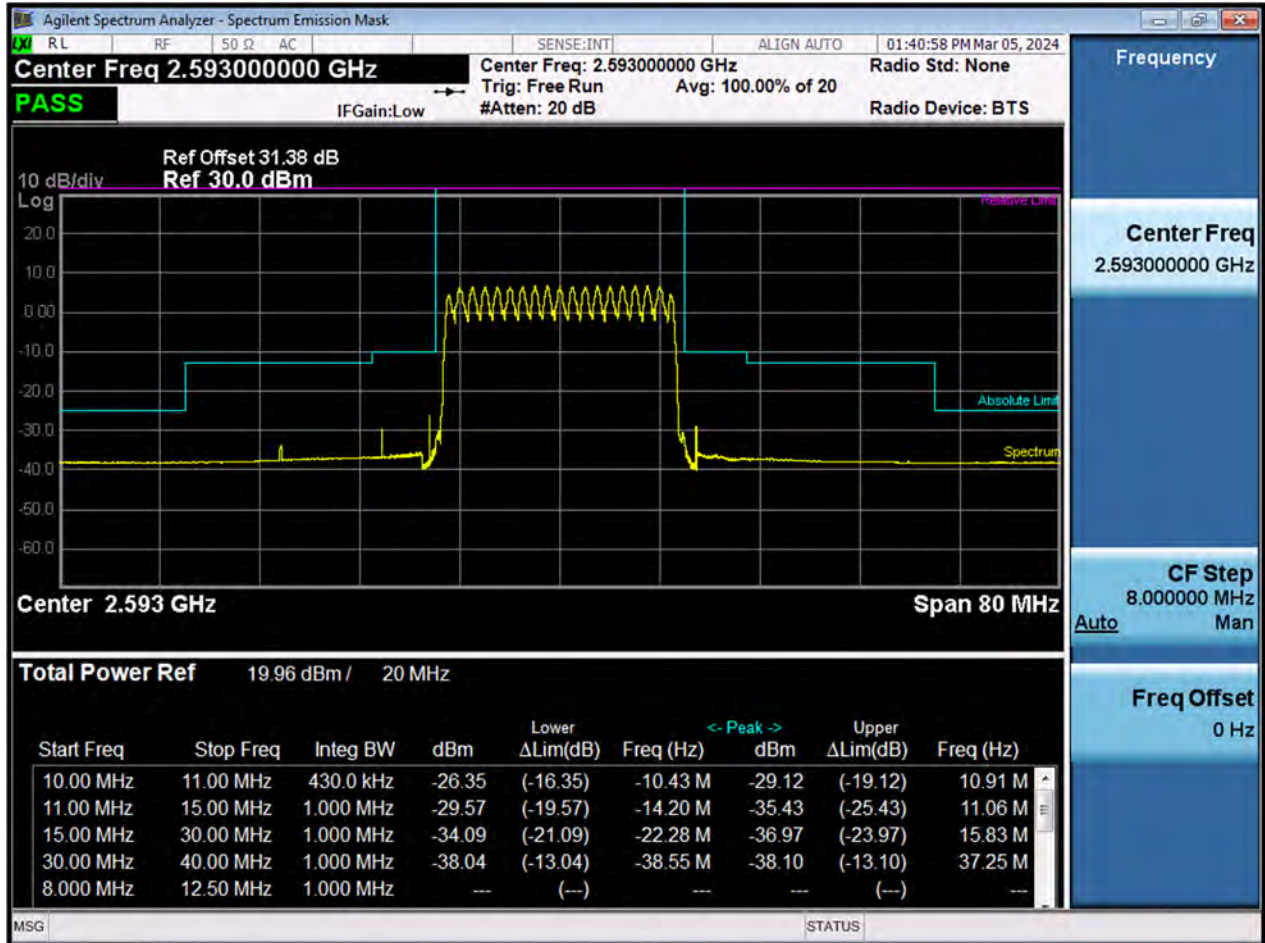 Agilent Spectrum Analyzer - Spectrum Emission Mask
LXI RL RF 50 Ω AC SENSE:INT ALIGN AUTO 01:40:58 PM Mar 05, 2024
Center Freq 2.593000000 GHz
Center Freq: 2.593000000 GHz
Radio Std: None
Trig: Free Run Avg: 100.00% of 20
PASS
IFGain:Low
#Atten: 20 dB
Radio Device: BTS
Ref Offset 31.38 dB
10 dB/div Ref 30.0 dBm
Log
Relative Limit
20.0
10.0
0.00
-10.0
-20.0
Absolute Limit
-30.0
Spectrum
-40.0
-50.0
-60.0
Center 2.593 GHz Span 80 MHz
Total Power Ref 19.96 dBm / 20 MHz
Lower <- Peak -> Upper
Start Freq Stop Freq Integ BW dBm ΔLim(dB) Freq (Hz) dBm ΔLim(dB) Freq (Hz)
10.00 MHz 11.00 MHz 430.0 kHz -26.35 (-16.35) -10.43 M -29.12 (-19.12) 10.91 M
11.00 MHz 15.00 MHz 1.000 MHz -29.57 (-19.57) -14.20 M -35.43 (-25.43) 11.06 M
15.00 MHz 30.00 MHz 1.000 MHz -34.09 (-21.09) -22.28 M -36.97 (-23.97) 15.83 M
30.00 MHz 40.00 MHz 1.000 MHz -38.04 (-13.04) -38.55 M -38.10 (-13.10) 37.25 M
8.000 MHz 12.50 MHz 1.000 MHz --- (---) --- --- (---) ---
MSG STATUS
Frequency
Center Freq
2.593000000 GHz
CF Step
8.000000 MHz
Auto Man
Freq Offset
0 Hz